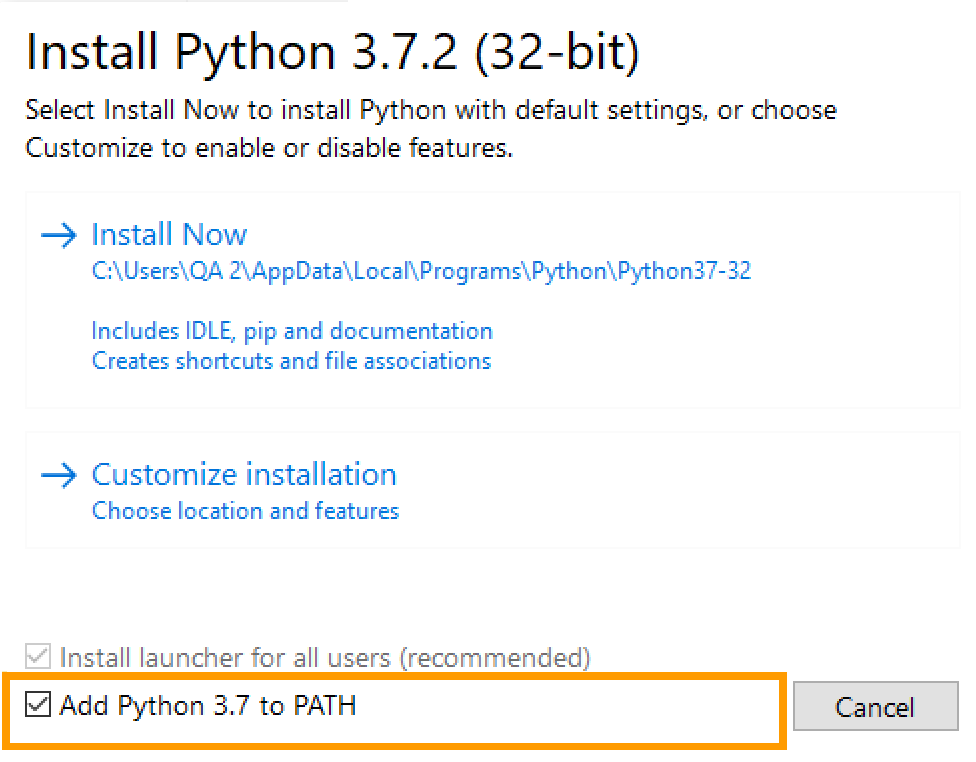 Install Python 3.7.2 (32-bit)
Select Install Now to install Python with default settings, or choose
Customize to enable or disable features.
Install Now
C:\Users\QA 2\AppData\Local\Programs\Python\Python37-32
Includes IDLE, pip and documentation
Creates shortcuts and file associations
Customize installation
Choose location and features
Install launcher for all users (recommended)
Add Python 3.7 to PATH
Cancel